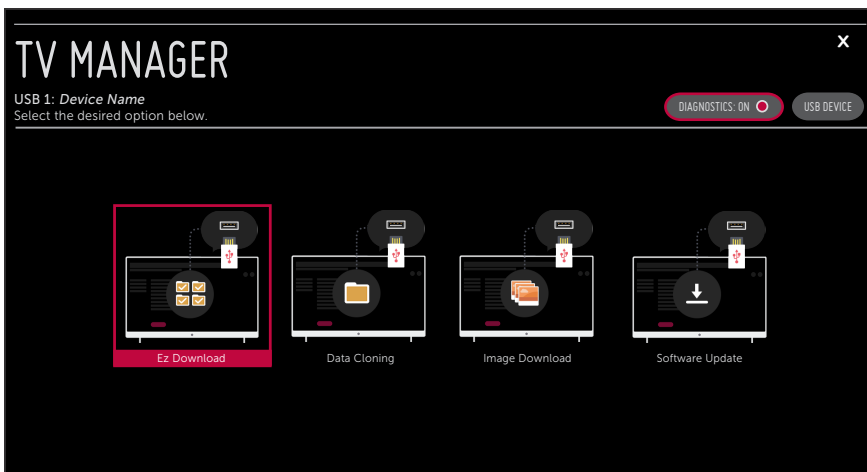 X
TV MANAGER
USB 1: Device Name
Select the desired option below.
DIAGNOSTICS: ON
USB DEVICE
Ez Download
Data Cloning
Image Download
Software Update